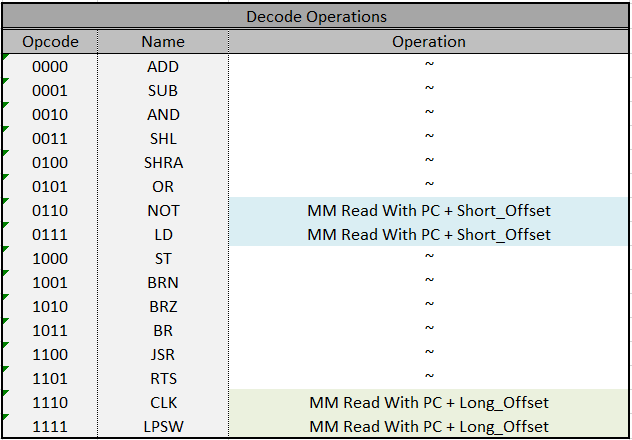 Decode Operations
Opcode Name Operation
0000 ADD ~
0001 SUB ~
0010 AND ~
0011 SHL ~
0100 SHRA ~
0101 OR ~
0110 NOT MM Read With PC + Short_Offset
0111 LD MM Read With PC + Short_Offset
1000 ST ~
1001 BRN ~
1010 BRZ ~
1011 BR ~
1100 JSR ~
1101 RTS ~
1110 CLK MM Read With PC + Long_Offset
1111 LPSW MM Read With PC + Long_Offset